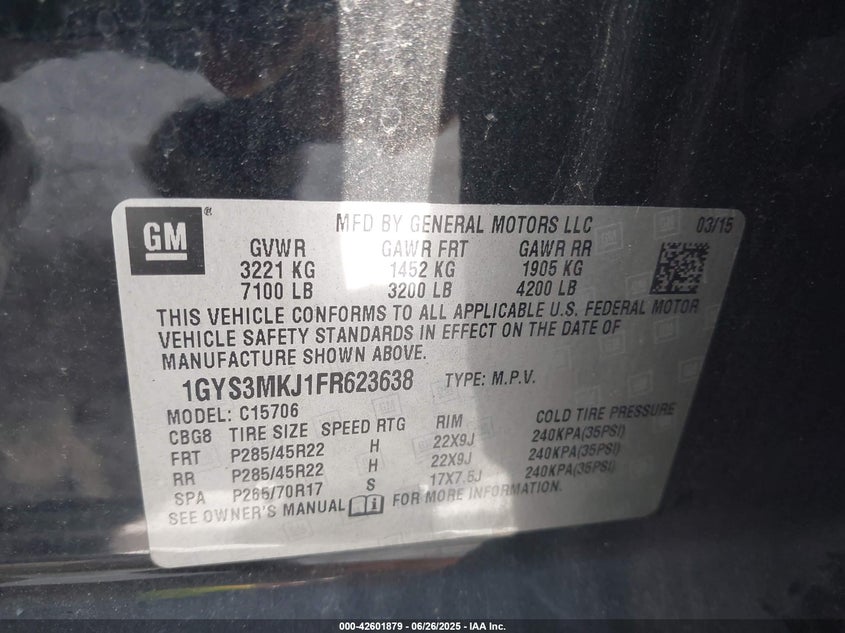 GM ® MFD BY GENERAL MOTORS LLC 03/15
GVWR GAWR FRT GAWR RR
3221 KG 1452 KG 1905 KG
7100 LB 3200 LB 4200 LB
THIS VEHICLE CONFORMS TO ALL APPLICABLE U.S. FEDERAL MOTOR
VEHICLE SAFETY STANDARDS IN EFFECT ON THE DATE OF
MANUFACTURE SHOWN ABOVE.
1GYS3MKJ1FR623638 TYPE: M.P.V.
MODEL: C15706
CBG8 TIRE SIZE SPEED RTG RIM COLD TIRE PRESSURE
FRT P285/45R22 H 22X9J 240KPA(35PSI)
RR P285/45R22 H 22X9J 240KPA(35PSI)
SPA P265/70R17 S 17X7.5J 240KPA(35PSI)
SEE OWNER'S MANUAL FOR MORE INFORMATION.
000-42601879 / 06/26/2025 - IAA Inc.